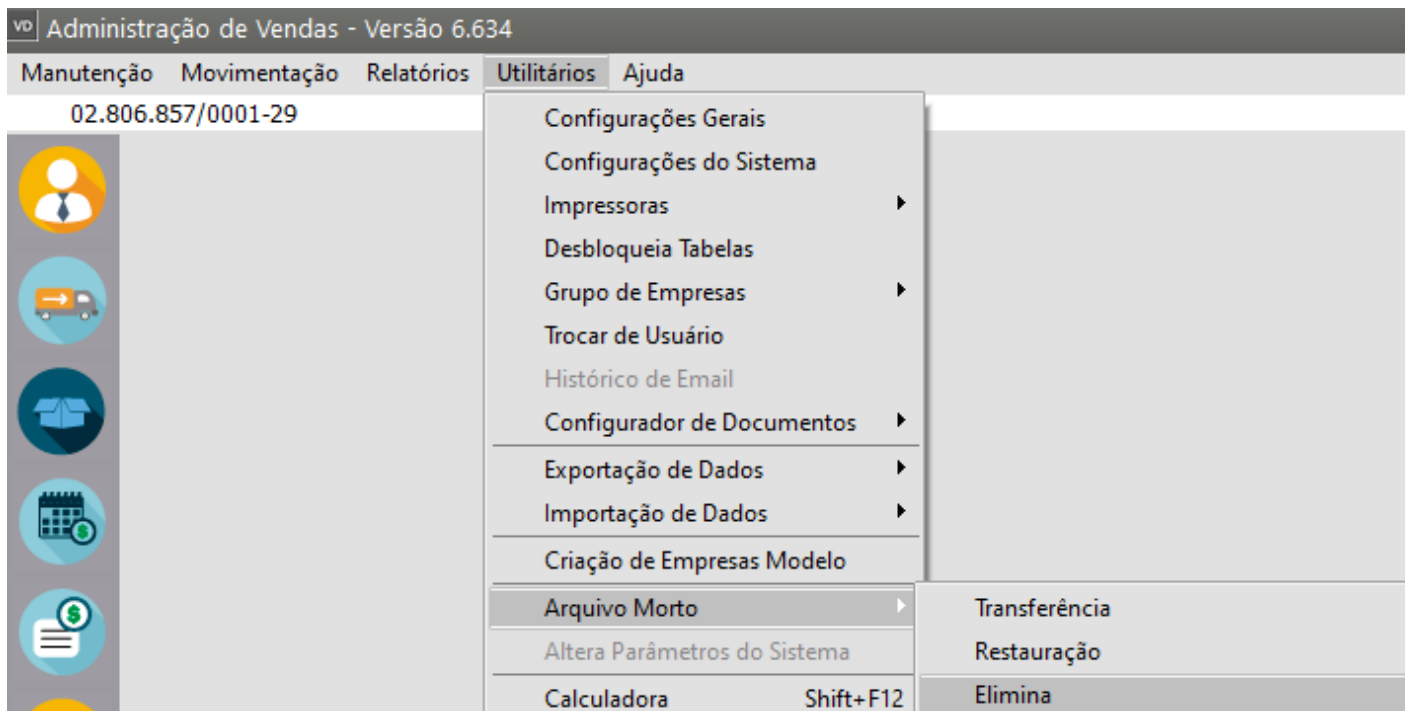 VD Administração de Vendas - Versão 6.634
Manutenção Movimentação Relatórios Utilitários Ajuda
02.806.857/0001-29
Configurações Gerais
Configurações do Sistema
Impressoras
Desbloqueia Tabelas
Grupo de Empresas
Trocar de Usuário
Histórico de Email
Configurador de Documentos
Exportação de Dados
Importação de Dados
Criação de Empresas Modelo
Arquivo Morto
Transferência
Altera Parâmetros do Sistema
Restauração
Calculadora Shift+F12
Elimina